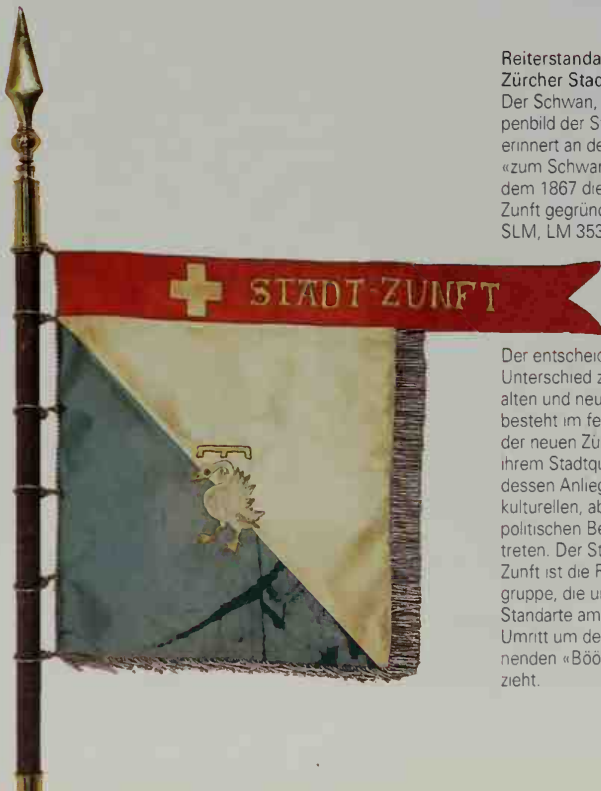 Reiterstanda
Zürcher Stad
Der Schwan,
penbild der S
erinnert an de
«zum Schwar
dem 1867 die
Zunft gegründ
SLM, LM 353
STADT-ZUNFT
Der entscheid
Unterschied z
alten und neu
besteht im fe
der neuen Zü
ihrem Stadtqu
dessen Anlieg
kulturellen, ab
politischen Be
treten. Der St
Zunft ist die R
gruppe, die u
Standarte am
Umritt um de
nenden «Böö
zieht.